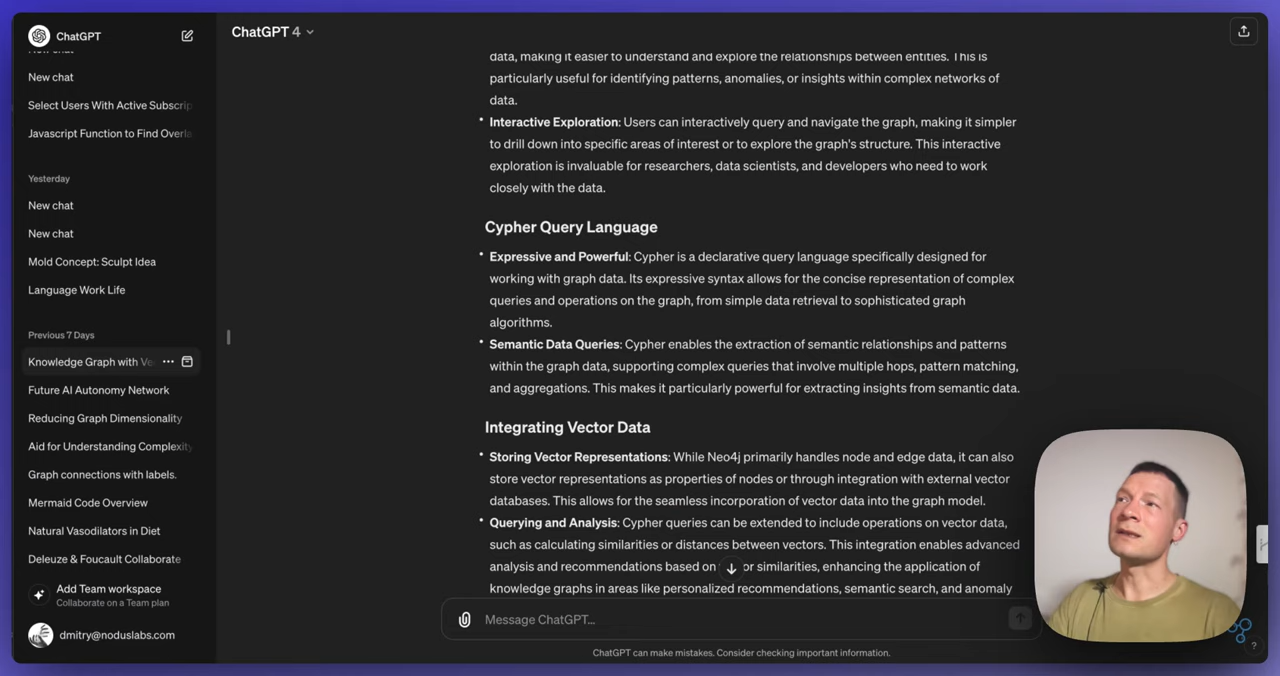 ChatGPT
New chat
New chat
Select Users With Active Subscrip
Javascript Function to Find Overla
Yesterday
New chat
New chat
Mold Concept: Sculpt Idea
Language Work Life
Previous 7 Days
Knowledge Graph with Ve
Future AI Autonomy Network
Reducing Graph Dimensionality
Aid for Understanding Complexity
Graph connections with labels.
Mermaid Code Overview
Natural Vasodilators in Diet
Deleuze & Foucault Collaborate
Add Team workspace
Collaborate on a Team plan
dmitry@noduslabs.com
ChatGPT 4
data, making it easier to understand and explore the relationships between entities. This is
particularly useful for identifying patterns, anomalies, or insights within complex networks of
data.
• Interactive Exploration: Users can interactively query and navigate the graph, making it simpler
to drill down into specific areas of interest or to explore the graph's structure. This interactive
exploration is invaluable for researchers, data scientists, and developers who need to work
closely with the data.
Cypher Query Language
• Expressive and Powerful: Cypher is a declarative query language specifically designed for
working with graph data. Its expressive syntax allows for the concise representation of complex
queries and operations on the graph, from simple data retrieval to sophisticated graph
algorithms.
• Semantic Data Queries: Cypher enables the extraction of semantic relationships and patterns
within the graph data, supporting complex queries that involve multiple hops, pattern matching,
and aggregations. This makes it particularly powerful for extracting insights from semantic data.
Integrating Vector Data
• Storing Vector Representations: While Neo4j primarily handles node and edge data, it can also
store vector representations as properties of nodes or through integration with external vector
databases. This allows for the seamless incorporation of vector data into the graph model.
• Querying and Analysis: Cypher queries can be extended to include operations on vector data,
such as calculating similarities or distances between vectors. This integration enables advanced
analysis and recommendations based on or similarities, enhancing the application of
knowledge graphs in areas like personalized recommendations, semantic search, and anomaly
Message ChatGPT...
ChatGPT can make mistakes. Consider checking important information.
?